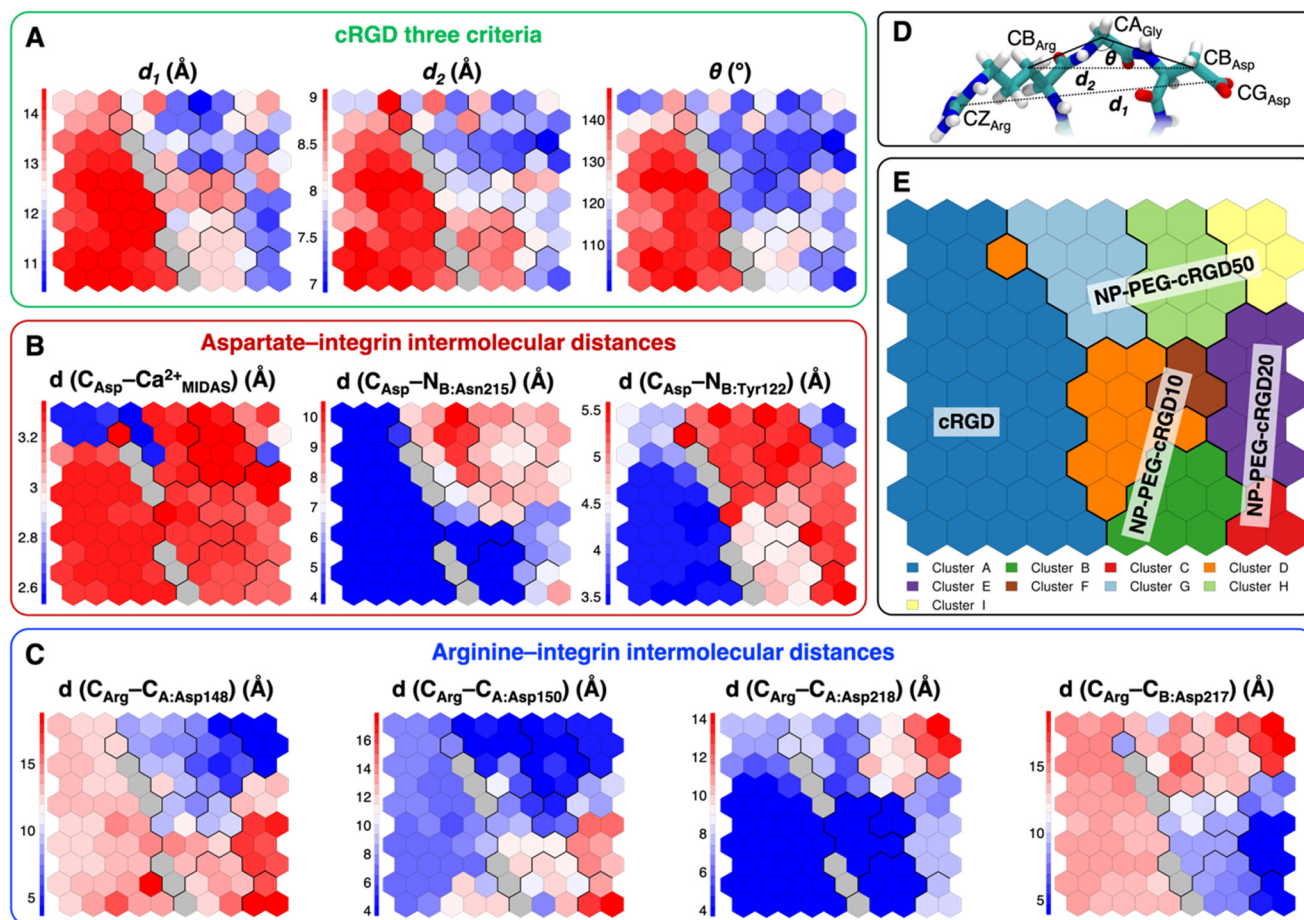 A
cRGD three criteria
d1 (Å)
d2 (Å)
θ (°)
14
13
12
11
9
8.5
8
7.5
7
140
130
120
110
B
Aspartate–integrin intermolecular distances
d (CAsp–Ca2+MIDAS) (Å)
d (CAsp–NB:Asn215) (Å)
d (CAsp–NB:Tyr122) (Å)
3.2
3
2.8
2.6
10
9
8
7
6
5
4
5.5
5
4.5
4
3.5
C
Arginine–integrin intermolecular distances
d (CArg–CA:Asp148) (Å)
d (CArg–CA:Asp150) (Å)
d (CArg–CA:Asp218) (Å)
d (CArg–CB:Asp217) (Å)
15
10
5
16
14
12
10
8
6
4
14
12
10
8
6
4
15
10
5
D
CBArg
CAGly
CBAsp
θ
d2
d1
CGAsp
CZArg
E
cRGD
NP-PEG-cRGD50
NP-PEG-cRGD10
NP-PEG-cRGD20
Cluster A
Cluster B
Cluster C
Cluster D
Cluster E
Cluster F
Cluster G
Cluster H
Cluster I